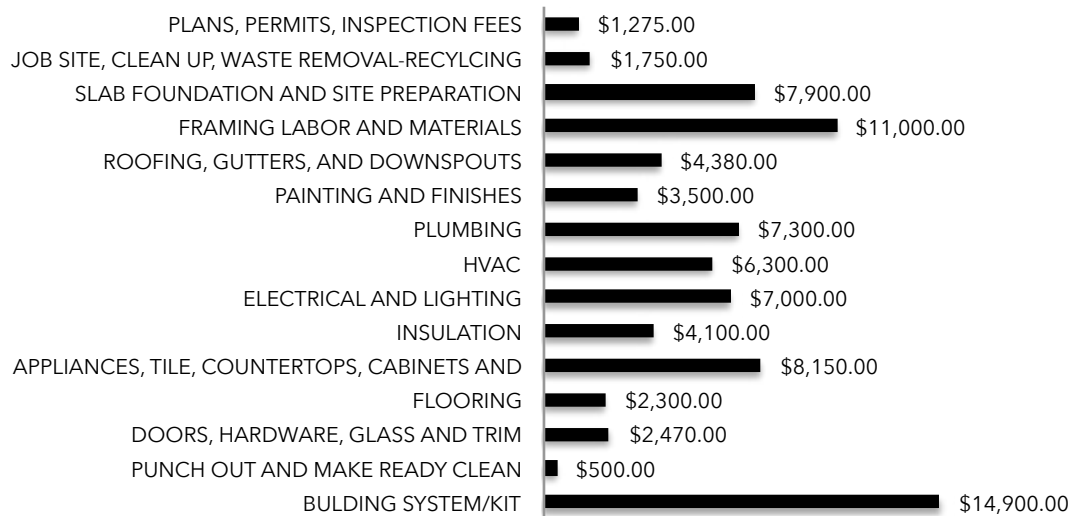 PLANS, PERMITS, INSPECTION FEES $1,275.00
JOB SITE, CLEAN UP, WASTE REMOVAL-RECYLCING $1,750.00
SLAB FOUNDATION AND SITE PREPARATION $7,900.00
FRAMING LABOR AND MATERIALS $11,000.00
ROOFING, GUTTERS, AND DOWNSPOUTS $4,380.00
PAINTING AND FINISHES $3,500.00
PLUMBING $7,300.00
HVAC $6,300.00
ELECTRICAL AND LIGHTING $7,000.00
INSULATION $4,100.00
APPLIANCES, TILE, COUNTERTOPS, CABINETS AND $8,150.00
FLOORING $2,300.00
DOORS, HARDWARE, GLASS AND TRIM $2,470.00
PUNCH OUT AND MAKE READY CLEAN $500.00
BULDING SYSTEM/KIT $14,900.00